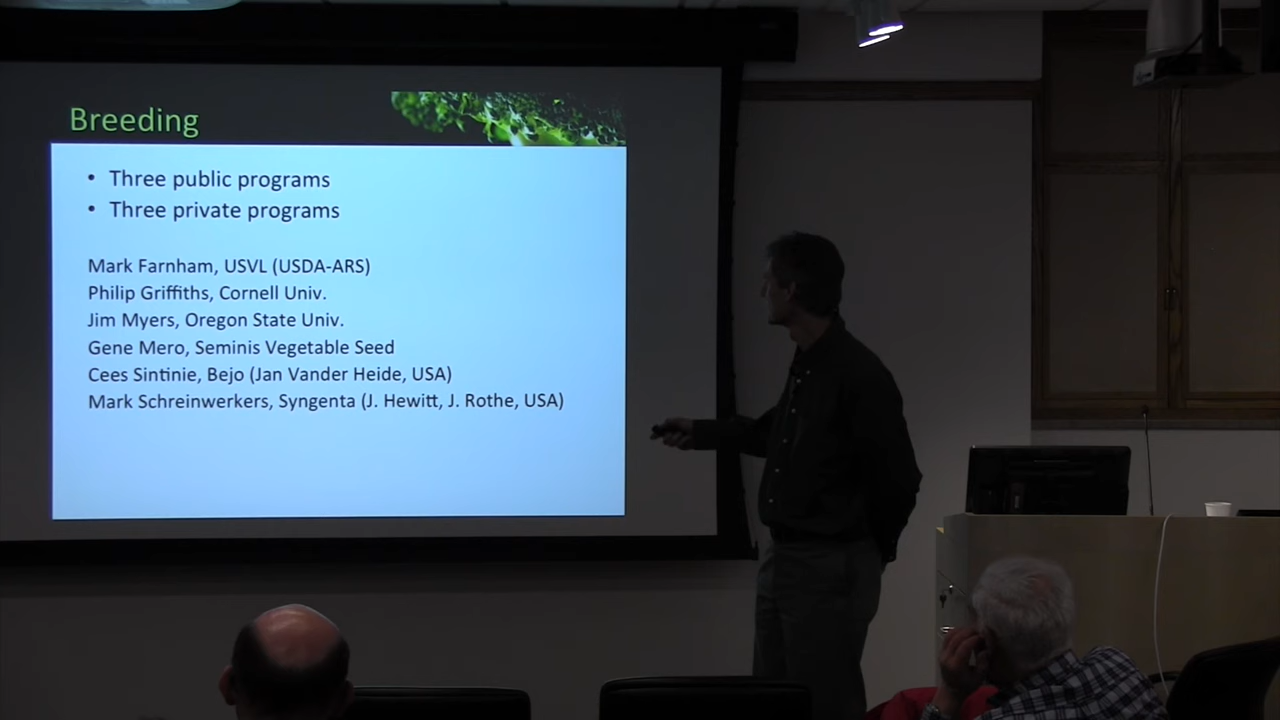 Breeding
• Three public programs
• Three private programs
Mark Farnham, USVL (USDA-ARS)
Philip Griffiths, Cornell Univ.
Jim Myers, Oregon State Univ.
Gene Mero, Seminis Vegetable Seed
Cees Sintinie, Bejo (Jan Vander Heide, USA)
Mark Schreinwerkers, Syngenta (J. Hewitt, J. Rothe, USA)